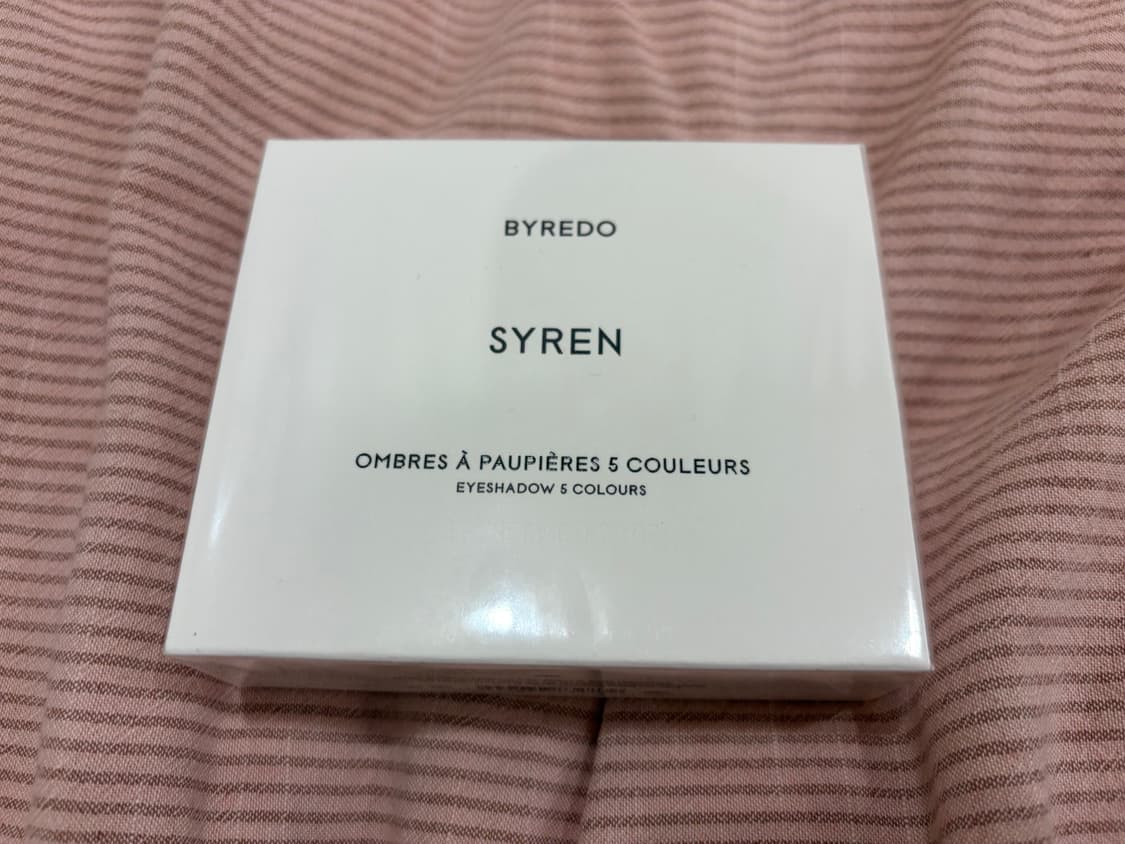 BYREDO
SYREN
OMBRES À PAUPIÈRES 5 COULEURS
EYESHADOW 5 COLOURS